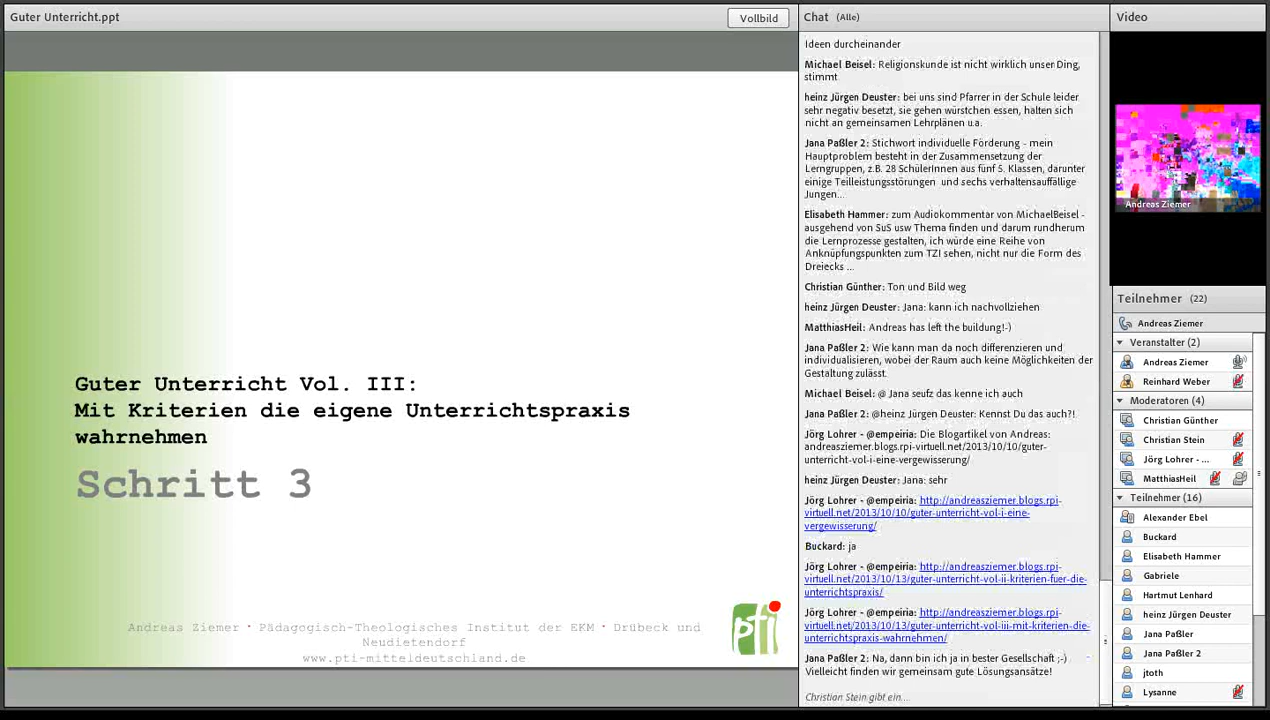 Guter Unterricht.ppt
Vollbild
Guter Unterricht Vol. III:
Mit Kriterien die eigene Unterrichtspraxis
wahrnehmen
Schritt 3
Andreas Ziemer · Pädagogisch-Theologisches Institut der EKM · Drübeck und
Neudietendorf
www.pti-mitteldeutschland.de
pti
Chat (Alle)
Ideen durcheinander
Michael Beisel: Religionskunde ist nicht wirklich unser Ding,
stimmt
heinz Jürgen Deuster: bei uns sind Pfarrer in der Schule leider
sehr negativ besetzt, sie gehen würstchen essen, halten sich
nicht an gemeinsamen Lehrplänen u.a.
Jana Paßler 2: Stichwort individuelle Förderung - mein
Hauptproblem besteht in der Zusammensetzung der
Lerngruppen, z.B. 28 SchülerInnen aus fünf 5. Klassen, darunter
einige Teilleistungsstörungen und sechs verhaltensauffällige
Jungen...
Elisabeth Hammer: zum Audiokommentar von MichaelBeisel -
ausgehend von SuS usw Thema finden und darum rundherum
die Lernprozesse gestalten, ich würde eine Reihe von
Anknüpfungspunkten zum TZI sehen, nicht nur die Form des
Dreiecks ...
Christian Günther: Ton und Bild weg
heinz Jürgen Deuster: Jana: kann ich nachvollziehen
MatthiasHeil: Andreas has left the buildung!-)
Jana Paßler 2: Wie kann man da noch differenzieren und
individualisieren, wobei der Raum auch keine Möglichkeiten der
Gestaltung zulässt.
Michael Beisel: @ Jana seufz das kenne ich auch
Jana Paßler 2: @heinz Jürgen Deuster: Kennst Du das auch?!
Jörg Lohrer - @empeiria: Die Blogartikel von Andreas:
andreasziemer.blogs.rpi-virtuell.net/2013/10/10/guter-
unterricht-vol-i-eine-vergewisserung/
heinz Jürgen Deuster: Jana: sehr
Jörg Lohrer - @empeiria: http://andreasziemer.blogs.rpi-
virtuell.net/2013/10/10/guter-unterricht-vol-i-eine-
vergewisserung/
Buckard: ja
Jörg Lohrer - @empeiria: http://andreasziemer.blogs.rpi-
virtuell.net/2013/10/13/guter-unterricht-vol-ii-kriterien-fuer-die-
unterrichtspraxis/
Jörg Lohrer - @empeiria: http://andreasziemer.blogs.rpi-
virtuell.net/2013/10/13/guter-unterricht-vol-iii-mit-kriterien-die-
unterrichtspraxis-wahrnehmen/
Jana Paßler 2: Na, dann bin ich ja in bester Gesellschaft ;-)
Vielleicht finden wir gemeinsam gute Lösungsansätze!
Christian Stein gibt ein....
Video
Andreas Ziemer
Teilnehmer (22)
Andreas Ziemer
Veranstalter (2)
Andreas Ziemer
Reinhard Weber
Moderatoren (4)
Christian Günther
Christian Stein
Jörg Lohrer - ...
MatthiasHeil
Teilnehmer (16)
Alexander Ebel
Buckard
Elisabeth Hammer
Gabriele
Hartmut Lenhard
heinz Jürgen Deuster
Jana Paßler
Jana Paßler 2
jtoth
Lysanne